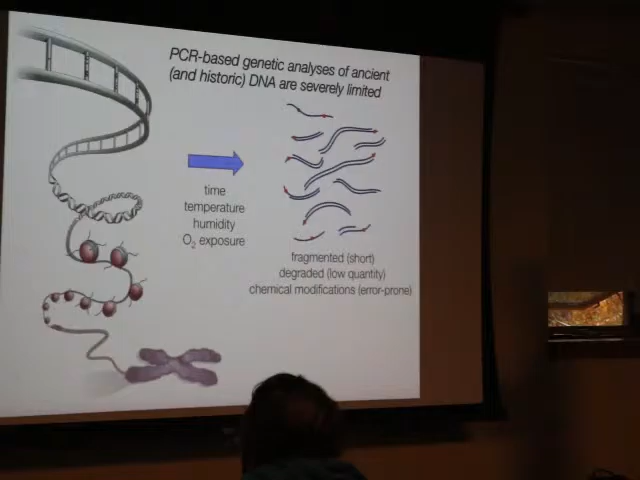 PCR-based genetic analyses of ancient
(and historic) DNA are severely limited
time
temperature
humidity
O₂ exposure
fragmented (short)
degraded (low quantity)
chemical modifications (error-prone)